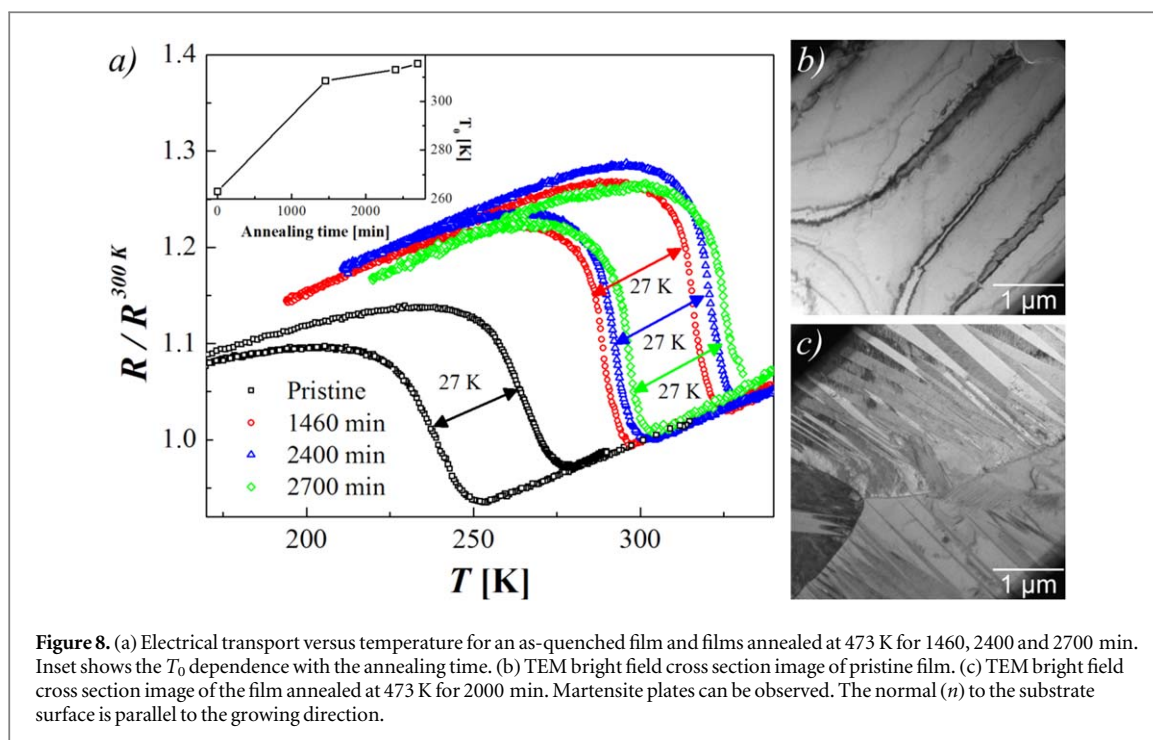 a)
1.4
1.3
1.2
1.1
1.0
R / R^300 K
200
250
300
T [K]
0
1000
2000
Annealing time [min]
300
280
260
T₀ [K]
27 K
27 K
27 K
27 K
Pristine
1460 min
2400 min
2700 min
b)
1 µm
c)
1 µm
Figure 8. (a) Electrical transport versus temperature for an as-quenched film and films annealed at 473 K for 1460, 2400 and 2700 min.
Inset shows the T₀ dependence with the annealing time. (b) TEM bright field cross section image of pristine film. (c) TEM bright field
cross section image of the film annealed at 473 K for 2000 min. Martensite plates can be observed. The normal (n) to the substrate
surface is parallel to the growing direction.